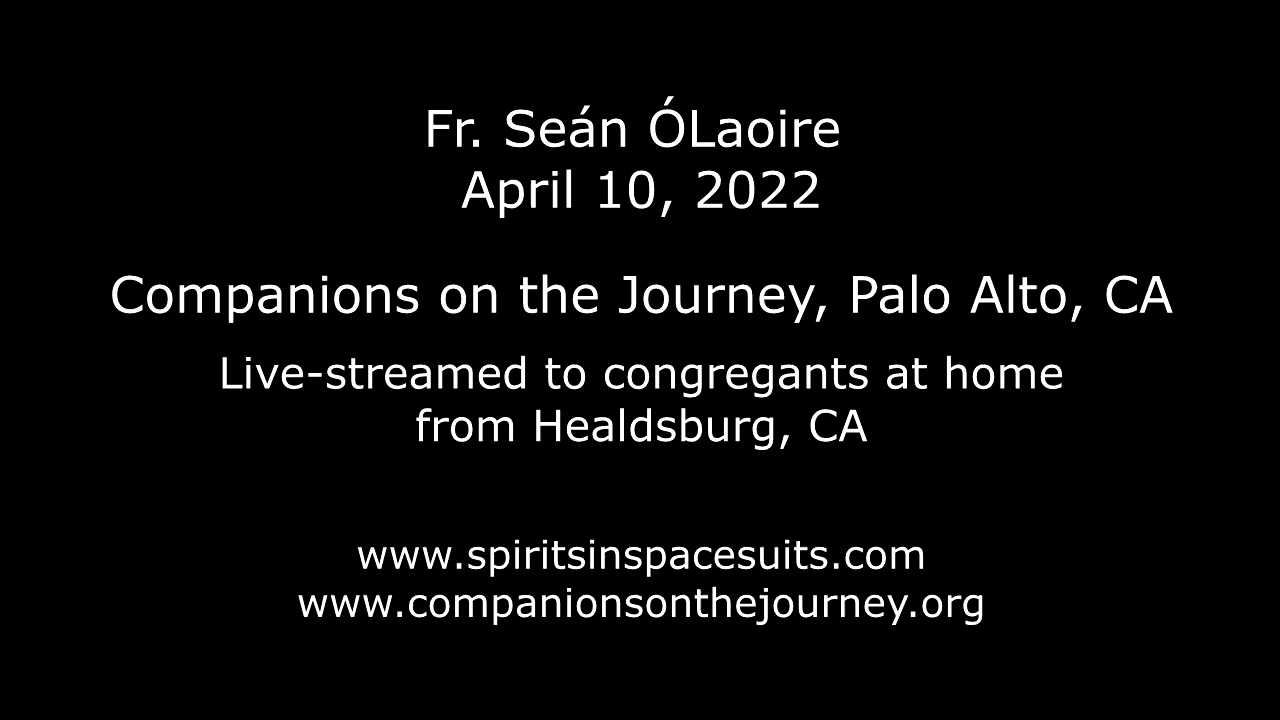 Fr. Seán ÓLaoire
April 10, 2022
Companions on the Journey, Palo Alto, CA
Live-streamed to congregants at home
from Healdsburg, CA
www.spiritsinspacesuits.com
www.companionsonthejourney.org